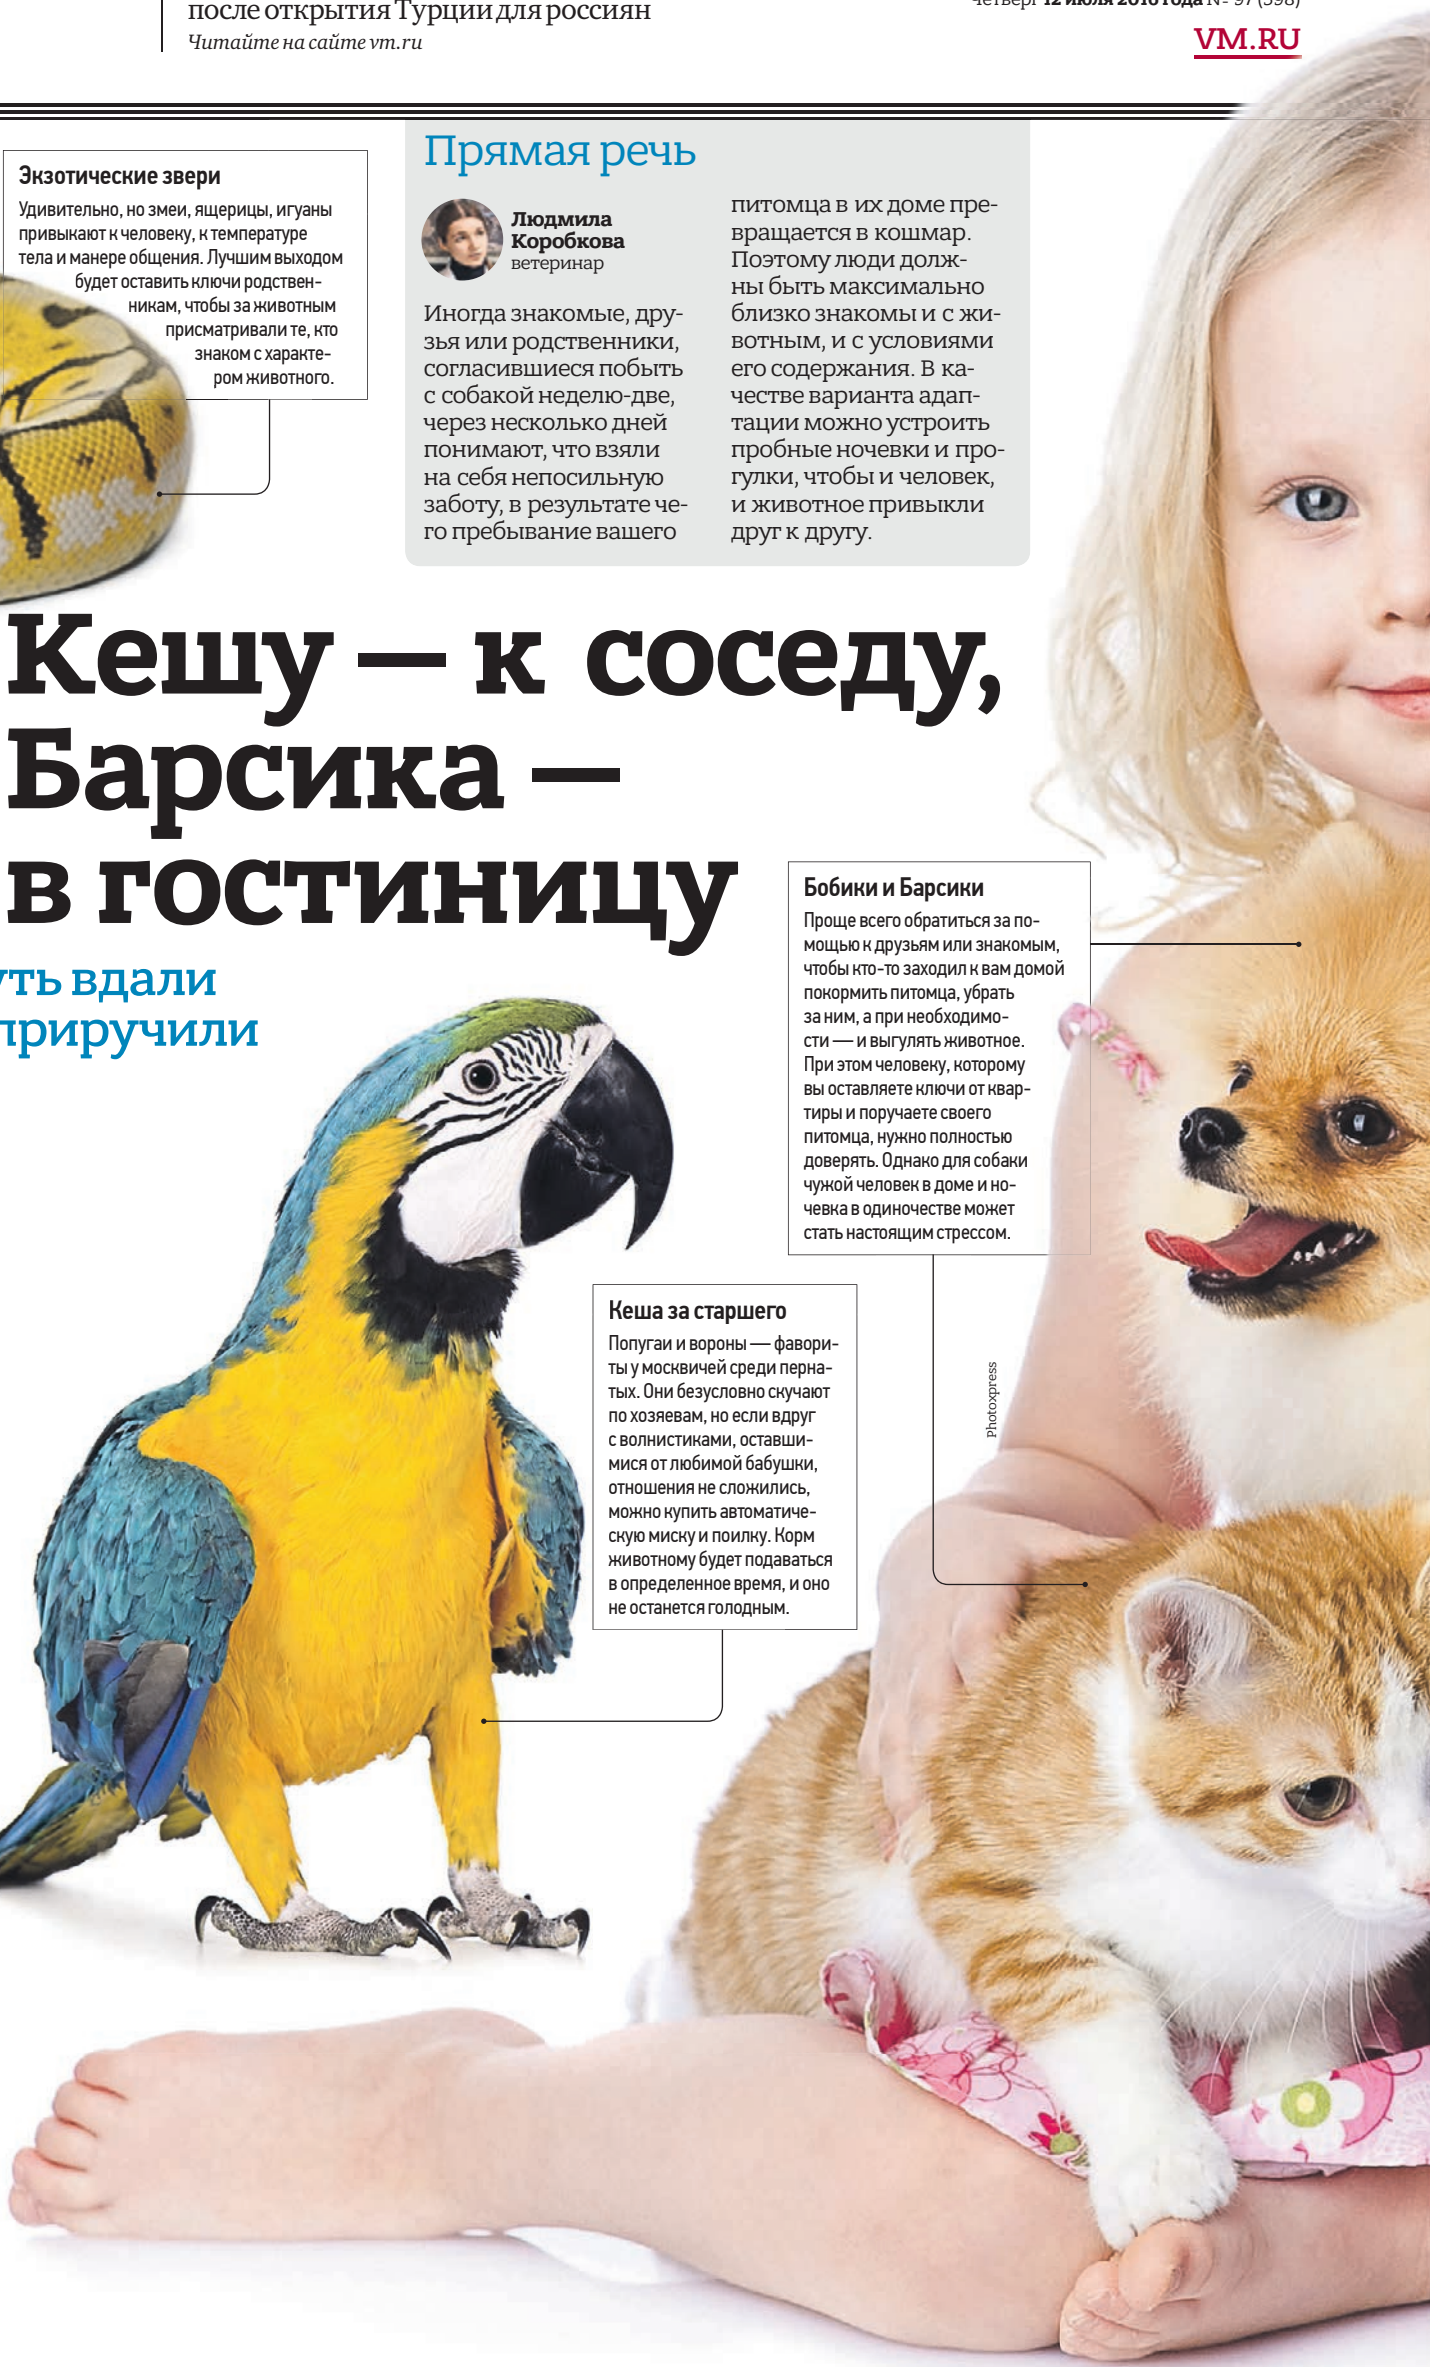 после открытия Турции для россиян
Читайте на сайте vm.ru
VM.RU
Экзотические звери
Удивительно, но змеи, ящерицы, игуаны
привыкают к человеку, к температуре
тела и манере общения. Лучшим выходом
будет оставить ключи родствен-
никам, чтобы за животным
присматривали те, кто
знаком с характе-
ром животного.
Прямая речь
Людмила
Коробкова
ветеринар
Иногда знакомые, дру-
зья или родственники,
согласившиеся побыть
с собакой неделю-две,
через несколько дней
понимают, что взяли
на себя непосильную
заботу, в результате че-
го пребывание вашего
питомца в их доме пре-
вращается в кошмар.
Поэтому люди долж-
ны быть максимально
близко знакомы и с жи-
вотным, и с условиями
его содержания. В ка-
честве варианта адап-
тации можно устроить
пробные ночевки и про-
гулки, чтобы и человек,
и животное привыкли
друг к другу.
Кешу — к соседу,
Барсика —
в гостиницу
вдали
приручили
Бобики и Барсики
Проще всего обратиться за по-
мощью к друзьям или знакомым,
чтобы кто-то заходил к вам домой
покормить питомца, убрать
за ним, а при необходимо-
сти — и выгулять животное.
При этом человеку, которому
вы оставляете ключи от квар-
тиры и поручаете своего
питомца, нужно полностью
доверять. Однако для собаки
чужой человек в доме и но-
чевка в одиночестве может
стать настоящим стрессом.
Кеша за старшего
Попугаи и вороны — фавори-
ты у москвичей среди перна-
тых. Они безусловно скучают
по хозяевам, но если вдруг
с волнистиками, оставши-
мися от любимой бабушки,
отношения не сложились,
можно купить автоматиче-
скую миску и поилку. Корм
животному будет подаваться
в определенное время, и оно
не останется голодным.
Photoxpress